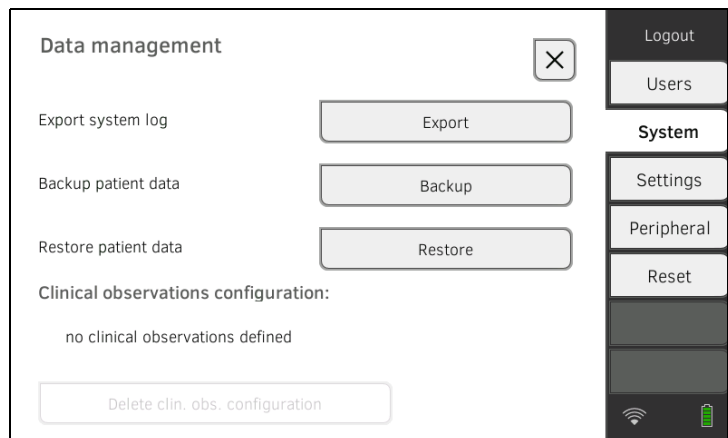 Data management
Export system log
Export
Backup patient data
Backup
Restore patient data
Restore
Clinical observations configuration:
no clinical observations defined
Delete clin. obs. configuration
Logout
Users
System
Settings
Peripheral
Reset